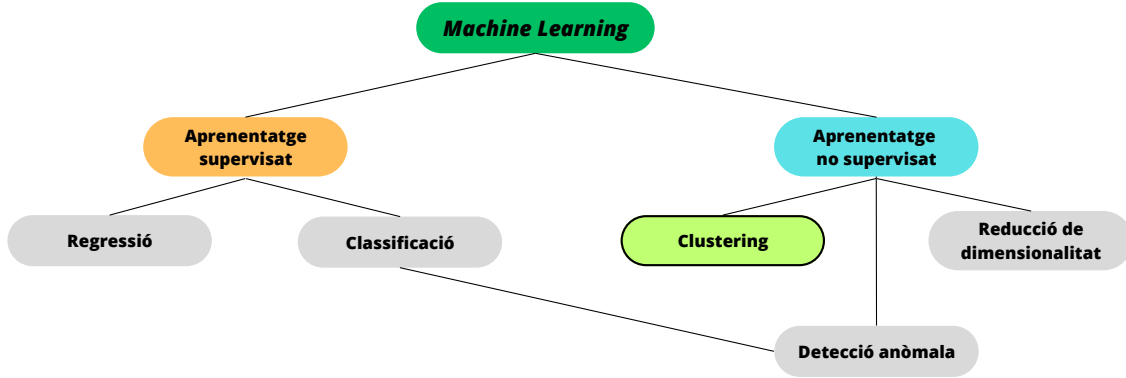 Machine Learning
Aprenentatge
supervisat
Aprenentatge
no supervisat
Regressió
Classificació
Clustering
Reducció de
dimensionalitat
Detecció anòmala